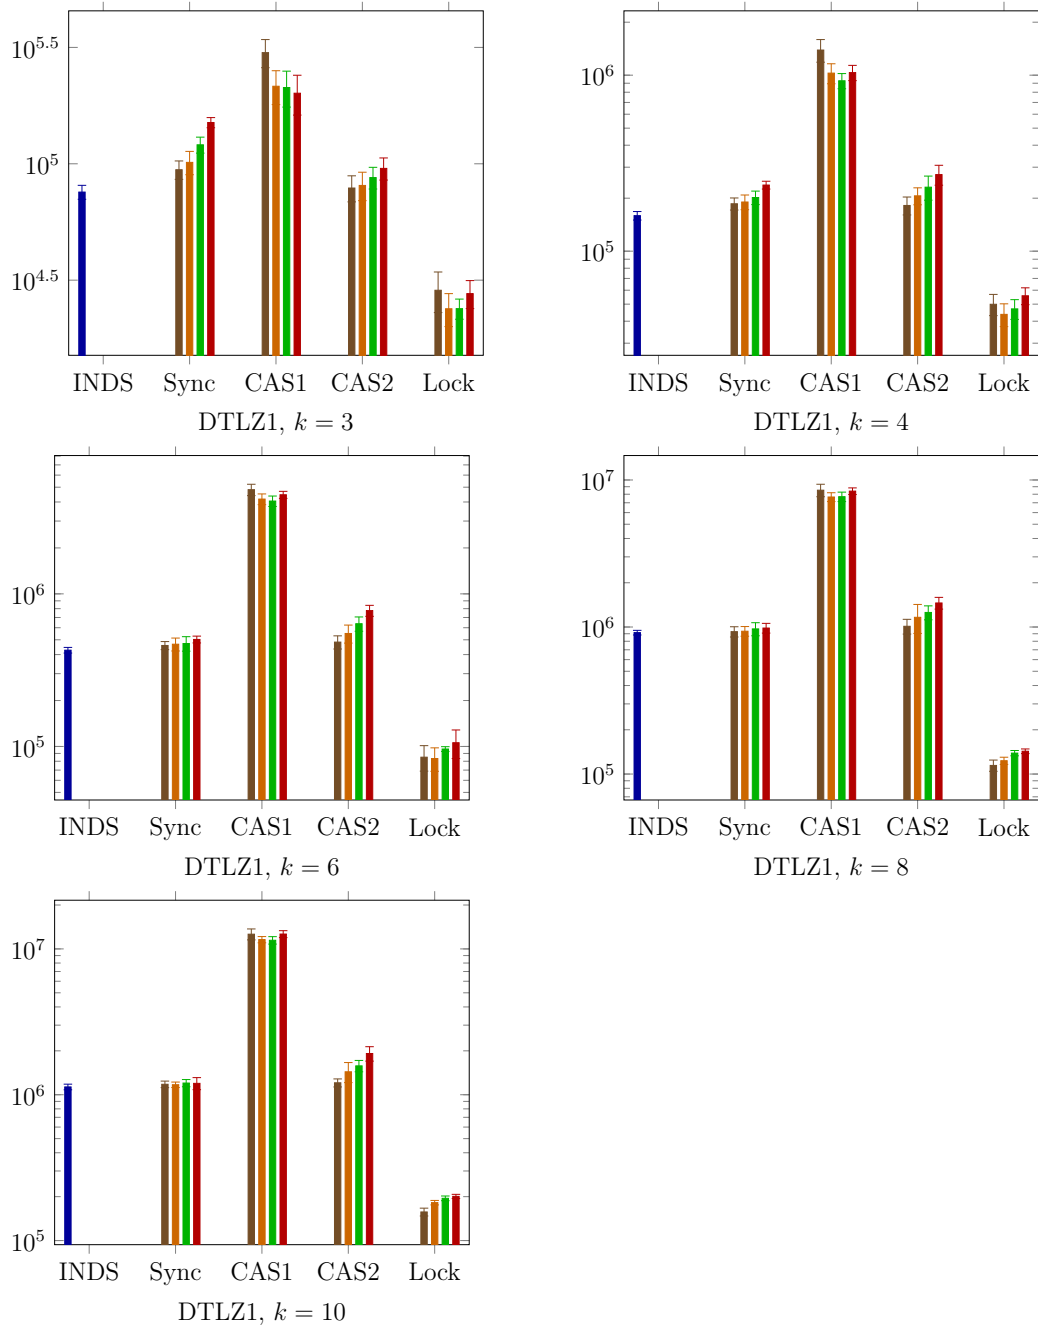 10^5.5
10^5
10^4.5
INDS Sync CAS1 CAS2 Lock
DTLZ1, k = 3
10^6
10^5
INDS Sync CAS1 CAS2 Lock
DTLZ1, k = 4
10^6
10^5
INDS Sync CAS1 CAS2 Lock
DTLZ1, k = 6
10^7
10^6
10^5
INDS Sync CAS1 CAS2 Lock
DTLZ1, k = 8
10^7
10^6
10^5
INDS Sync CAS1 CAS2 Lock
DTLZ1, k = 10